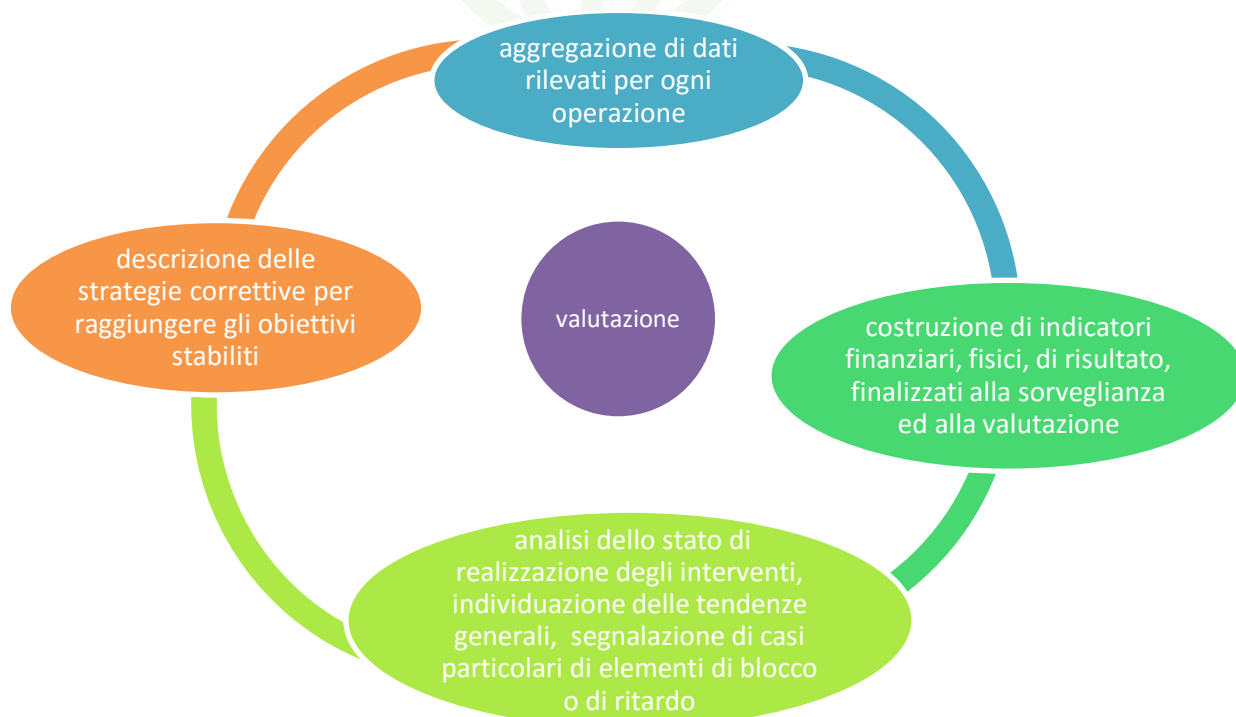 aggregazione di dati
rilevati per ogni
operazione
descrizione delle
strategie correttive per
raggiungere gli obiettivi
stabiliti
valutazione
costruzione di indicatori
finanziari, fisici, di risultato,
finalizzati alla sorveglianza
ed alla valutazione
analisi dello stato di
realizzazione degli interventi,
individuazione delle tendenze
generali, segnalazione di casi
particolari di elementi di blocco
o di ritardo